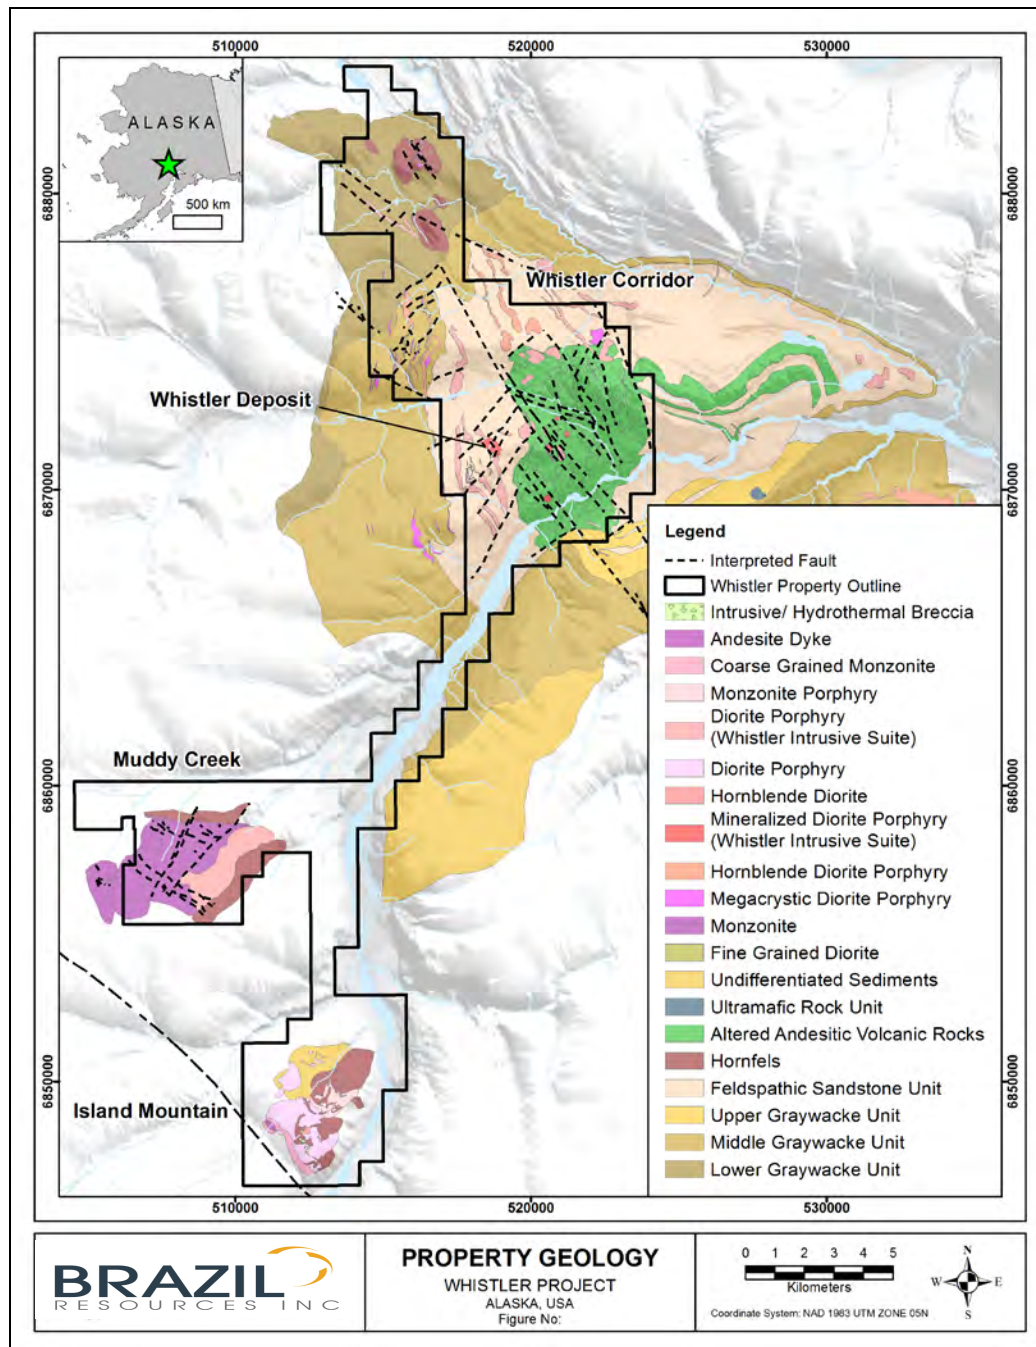 510000
520000
530000
ALASKA
500 km
6880000
6880000
Whistler Corridor
Whistler Deposit
6870000
6870000
Legend
Interpreted Fault
Whistler Property Outline
Intrusive/ Hydrothermal Breccia
Andesite Dyke
Coarse Grained Monzonite
Monzonite Porphyry
Diorite Porphyry
(Whistler Intrusive Suite)
Diorite Porphyry
Hornblende Diorite
Mineralized Diorite Porphyry
(Whistler Intrusive Suite)
Hornblende Diorite Porphyry
Megacrystic Diorite Porphyry
Monzonite
Fine Grained Diorite
Undifferentiated Sediments
Ultramafic Rock Unit
Altered Andesitic Volcanic Rocks
Hornfels
Feldspathic Sandstone Unit
Upper Graywacke Unit
Middle Graywacke Unit
Lower Graywacke Unit
Muddy Creek
6860000
6860000
Island Mountain
6850000
6850000
510000
520000
530000
BRAZIL
RESOURCES INC
PROPERTY GEOLOGY
WHISTLER PROJECT
ALASKA, USA
Figure No:
0 1 2 3 4 5
Kilometers
Coordinate System: NAD 1983 UTM ZONE 05N
N
W
E
S